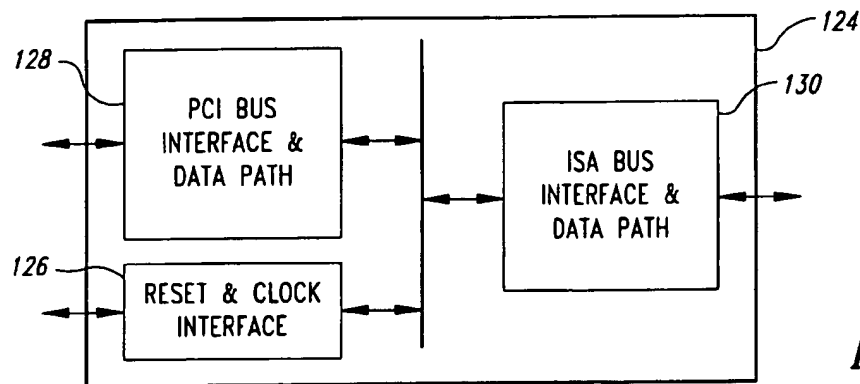 124
128
PCI BUS
INTERFACE &
DATA PATH
130
ISA BUS
INTERFACE &
DATA PATH
126
RESET & CLOCK
INTERFACE